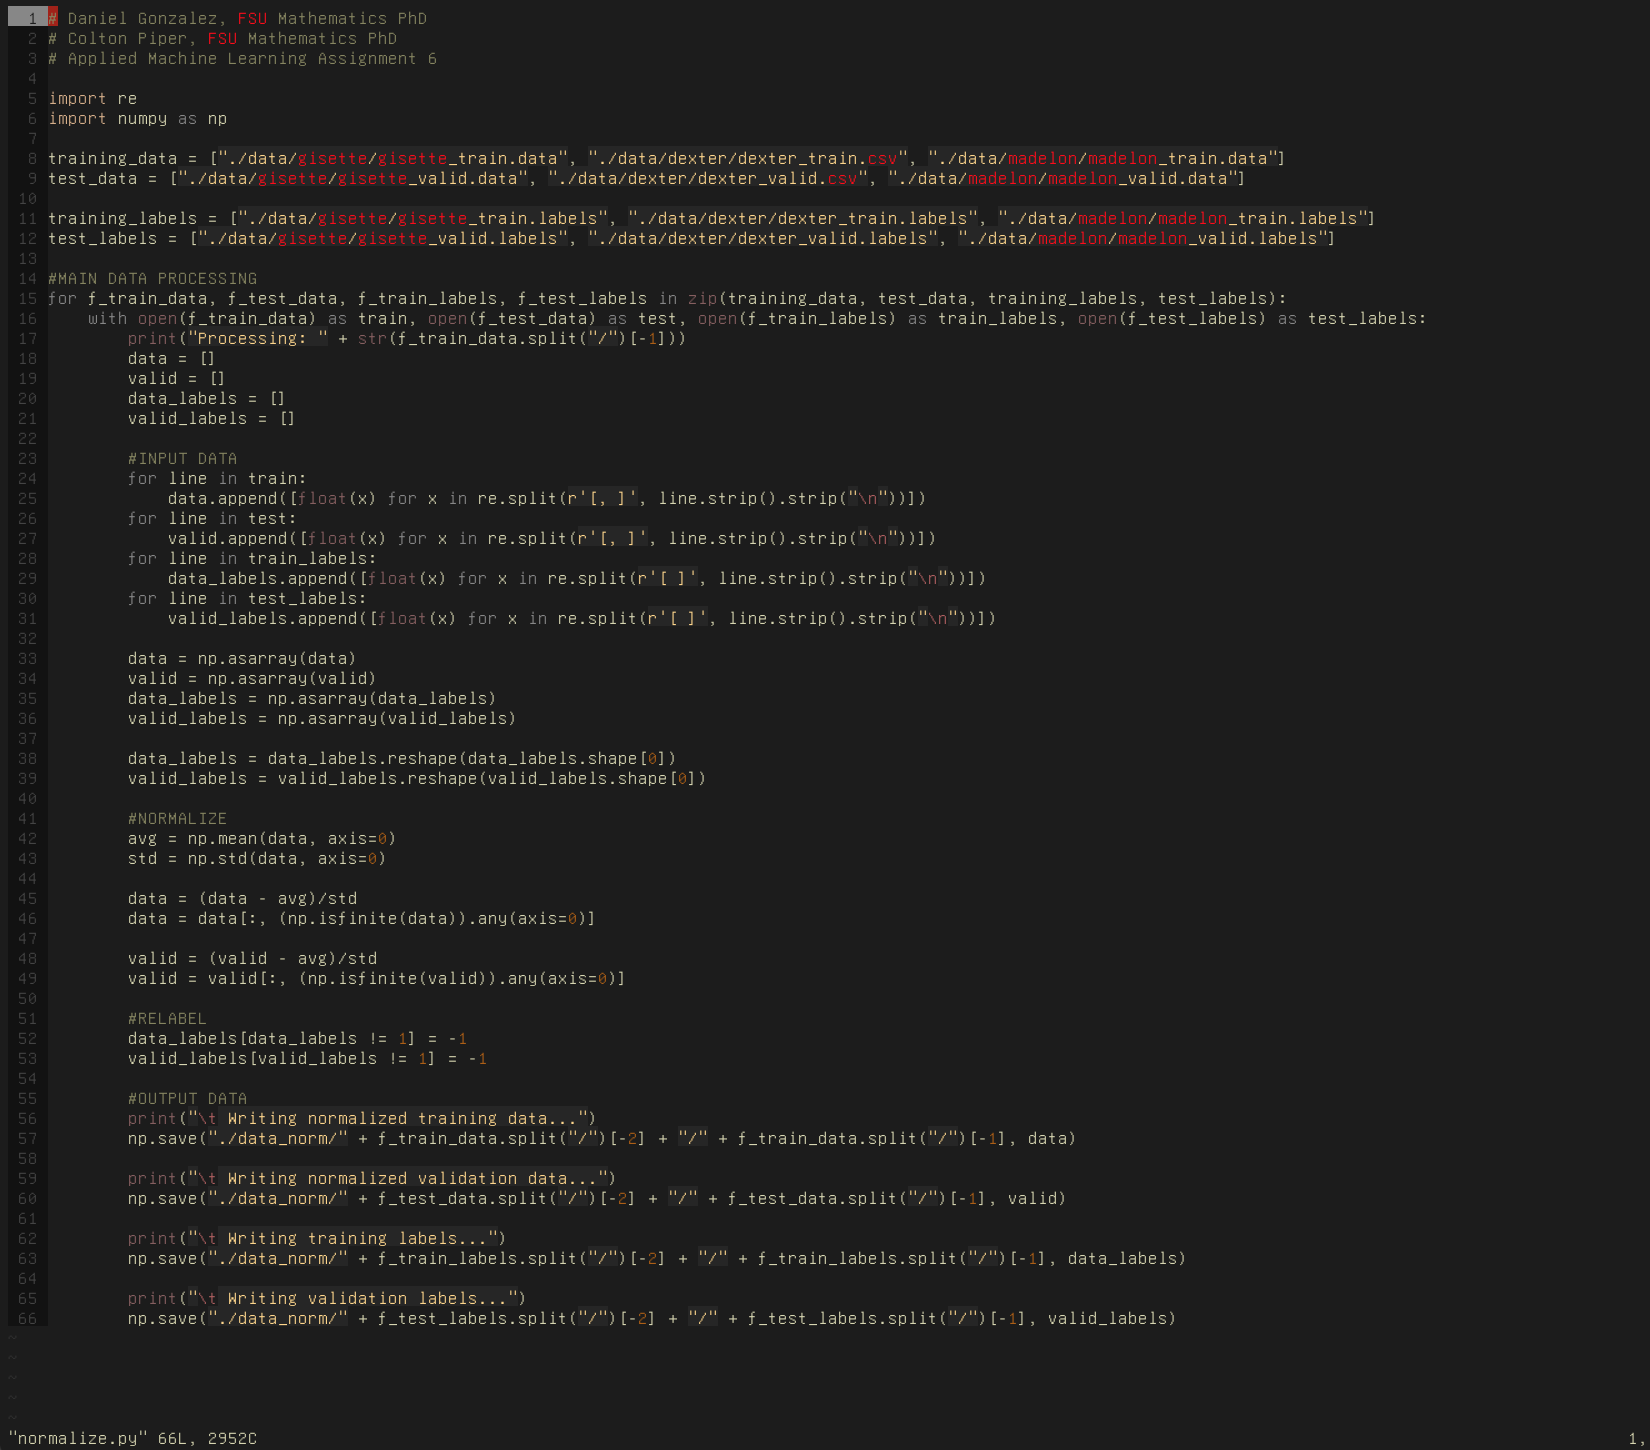 1 # Daniel Gonzalez, FSU Mathematics PhD
2 # Colton Piper, FSU Mathematics PhD
3 # Applied Machine Learning Assignment 6
4
5 import re
6 import numpy as np
7
8 training_data = ["./data/gisette/gisette_train.data", "./data/dexter/dexter_train.csv", "./data/madelon/madelon_train.data"]
9 test_data = ["./data/gisette/gisette_valid.data", "./data/dexter/dexter_valid.csv", "./data/madelon/madelon_valid.data"]
10
11 training_labels = ["./data/gisette/gisette_train.labels", "./data/dexter/dexter_train.labels", "./data/madelon/madelon_train.labels"]
12 test_labels = ["./data/gisette/gisette_valid.labels", "./data/dexter/dexter_valid.labels", "./data/madelon/madelon_valid.labels"]
13
14 #MAIN DATA PROCESSING
15 for f_train_data, f_test_data, f_train_labels, f_test_labels in zip(training_data, test_data, training_labels, test_labels):
16     with open(f_train_data) as train, open(f_test_data) as test, open(f_train_labels) as train_labels, open(f_test_labels) as test_labels:
17         print("Processing: " + str(f_train_data.split("/")[-1]))
18         data = []
19         valid = []
20         data_labels = []
21         valid_labels = []
22
23         #INPUT DATA
24         for line in train:
25             data.append([float(x) for x in re.split(r'[, ]', line.strip().strip("\n"))])
26         for line in test:
27             valid.append([float(x) for x in re.split(r'[, ]', line.strip().strip("\n"))])
28         for line in train_labels:
29             data_labels.append([float(x) for x in re.split(r'[ ]', line.strip().strip("\n"))])
30         for line in test_labels:
31             valid_labels.append([float(x) for x in re.split(r'[ ]', line.strip().strip("\n"))])
32
33         data = np.asarray(data)
34         valid = np.asarray(valid)
35         data_labels = np.asarray(data_labels)
36         valid_labels = np.asarray(valid_labels)
37
38         data_labels = data_labels.reshape(data_labels.shape[0])
39         valid_labels = valid_labels.reshape(valid_labels.shape[0])
40
41         #NORMALIZE
42         avg = np.mean(data, axis=0)
43         std = np.std(data, axis=0)
44
45         data = (data - avg)/std
46         data = data[:, (np.isfinite(data)).any(axis=0)]
47
48         valid = (valid - avg)/std
49         valid = valid[:, (np.isfinite(valid)).any(axis=0)]
50
51         #RELABEL
52         data_labels[data_labels != 1] = -1
53         valid_labels[valid_labels != 1] = -1
54
55         #OUTPUT DATA
56         print("\t Writing normalized training data...")
57         np.save("./data_norm/" + f_train_data.split("/")[-2] + "/" + f_train_data.split("/")[-1], data)
58
59         print("\t Writing normalized validation data...")
60         np.save("./data_norm/" + f_test_data.split("/")[-2] + "/" + f_test_data.split("/")[-1], valid)
61
62         print("\t Writing training labels...")
63         np.save("./data_norm/" + f_train_labels.split("/")[-2] + "/" + f_train_labels.split("/")[-1], data_labels)
64
65         print("\t Writing validation labels...")
66         np.save("./data_norm/" + f_test_labels.split("/")[-2] + "/" + f_test_labels.split("/")[-1], valid_labels)
~
~
~
~
~
"normalize.py" 66L, 2952C 1,